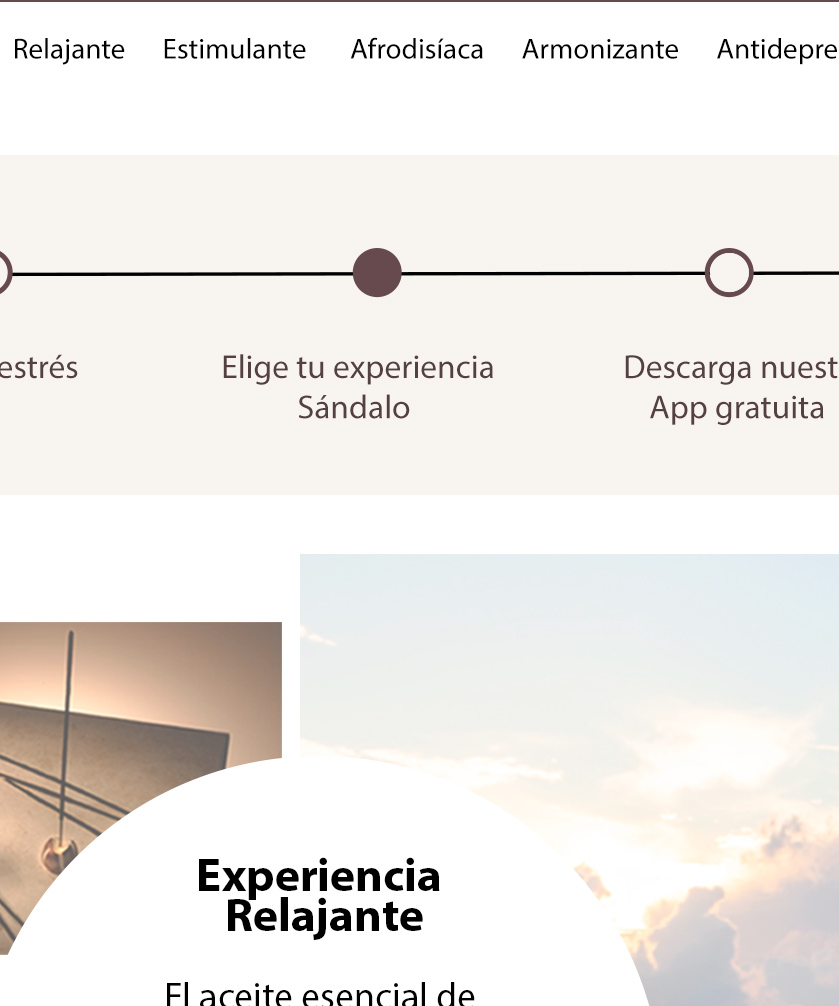 Relajante Estimulante Afrodisíaca Armonizante Antidepre
estrés Elige tu experiencia Descarga nuest
Sándalo App gratuita
Experiencia
Relajante
El aceite esencial de